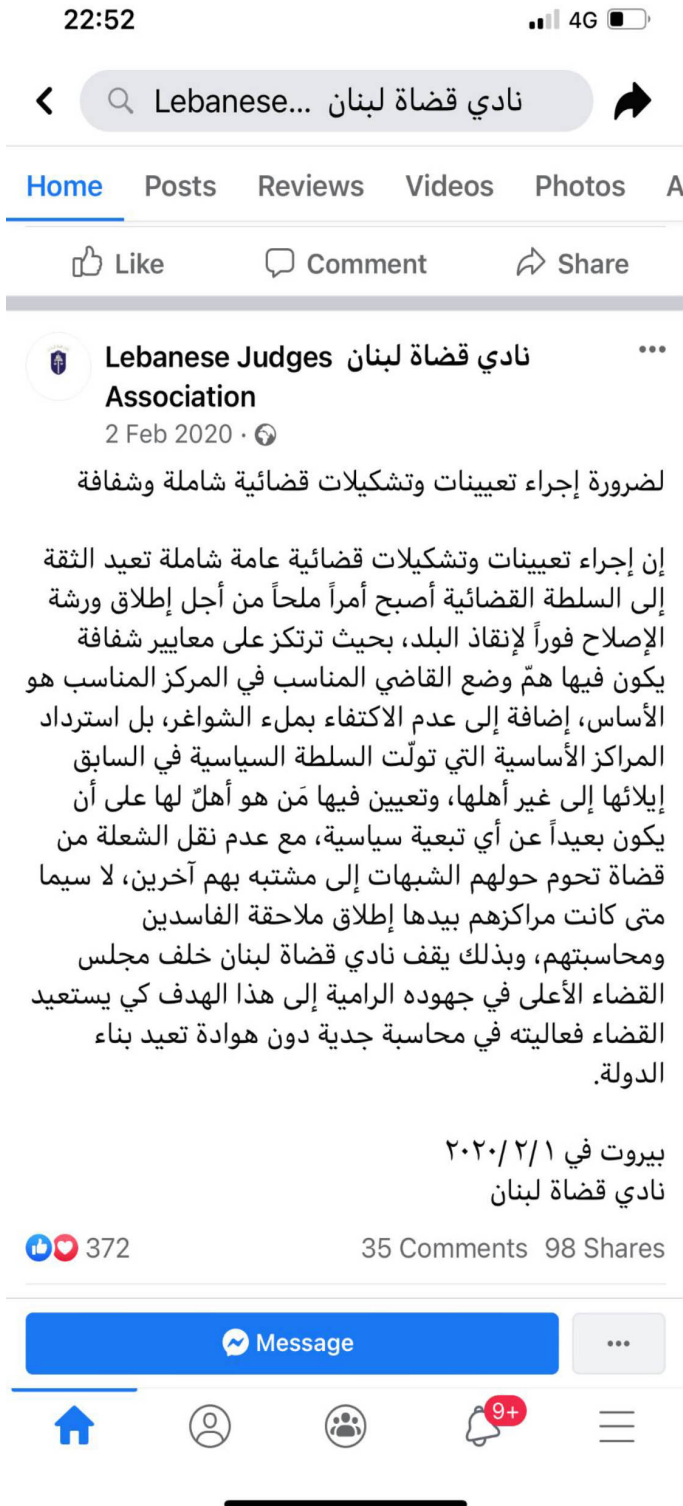 22:52
4G
نادي قضاة لبنان Lebanese...
Home Posts Reviews Videos Photos A
Like Comment Share
Lebanese Judges نادي قضاة لبنان
Association
2 Feb 2020 ·
لضرورة إجراء تعيينات وتشكيلات قضائية شاملة وشفافة
إن إجراء تعيينات وتشكيلات قضائية عامة شاملة تعيد الثقة
إلى السلطة القضائية أصبح أمراً ملحاً من أجل إطلاق ورشة
الإصلاح فوراً لإنقاذ البلد، بحيث ترتكز على معايير شفافة
يكون فيها همّ وضع القاضي المناسب في المركز المناسب هو
الأساس، إضافة إلى عدم الاكتفاء بملء الشواغر، بل استرداد
المراكز الأساسية التي تولّت السلطة السياسية في السابق
إيلائها إلى غير أهلها، وتعيين فيها مَن هو أهلٌ لها على أن
يكون بعيداً عن أي تبعية سياسية، مع عدم نقل الشعلة من
قضاة تحوم حولهم الشبهات إلى مشتبه بهم آخرين، لا سيما
متى كانت مراكزهم بيدها إطلاق ملاحقة الفاسدين
ومحاسبتهم، وبذلك يقف نادي قضاة لبنان خلف مجلس
القضاء الأعلى في جهوده الرامية إلى هذا الهدف كي يستعيد
القضاء فعاليته في محاسبة جدية دون هوادة تعيد بناء
الدولة.
بيروت في ٢٠٢٠/٢/١
نادي قضاة لبنان
372 35 Comments 98 Shares
Message
9+